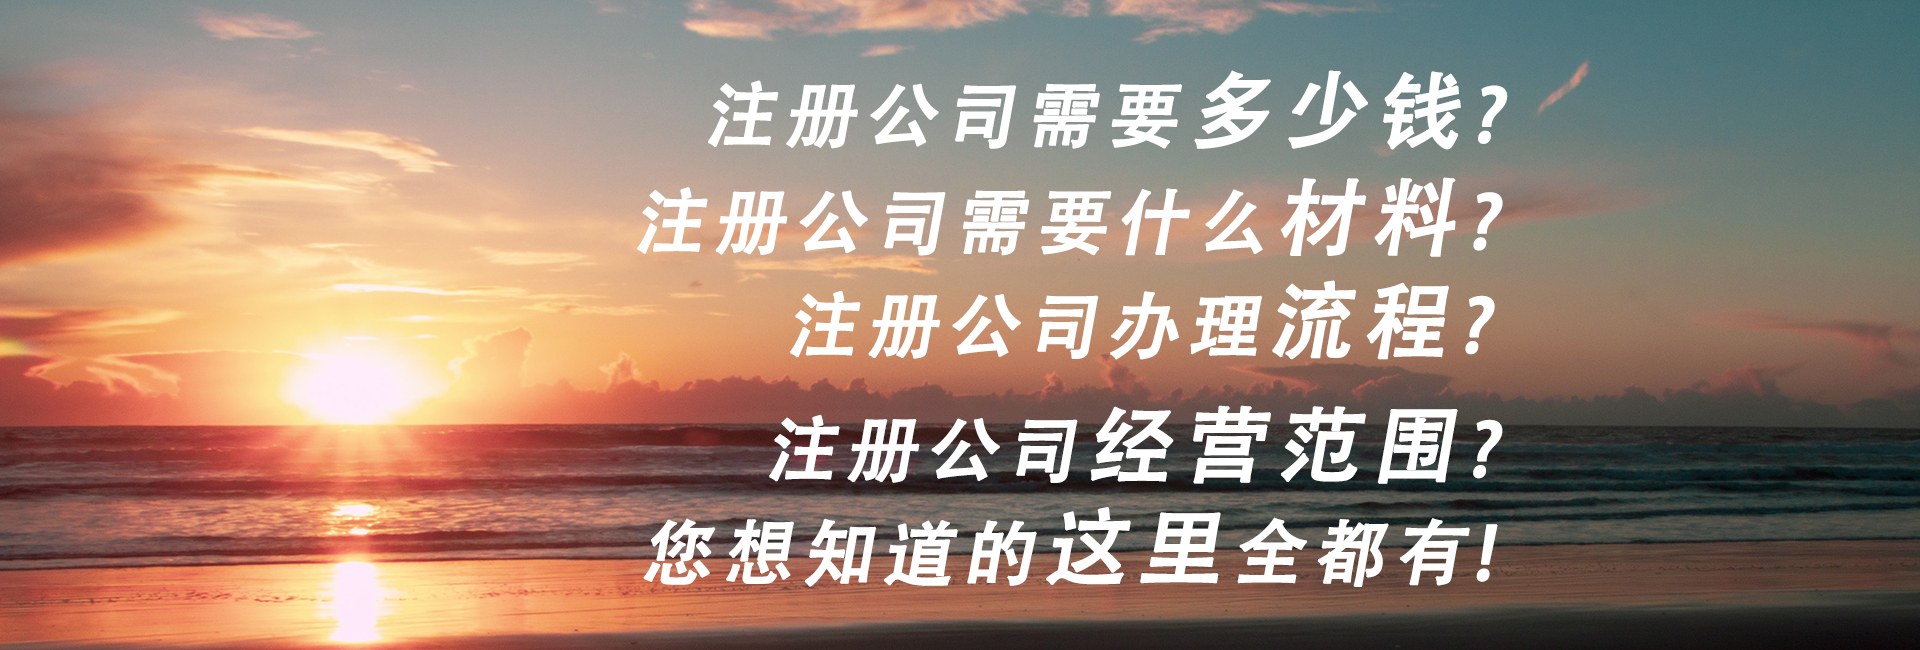 注册公司需要多少钱?
注册公司需要什么材料?
注册公司办理流程?
注册公司经营范围?
您想知道的这里全都有!